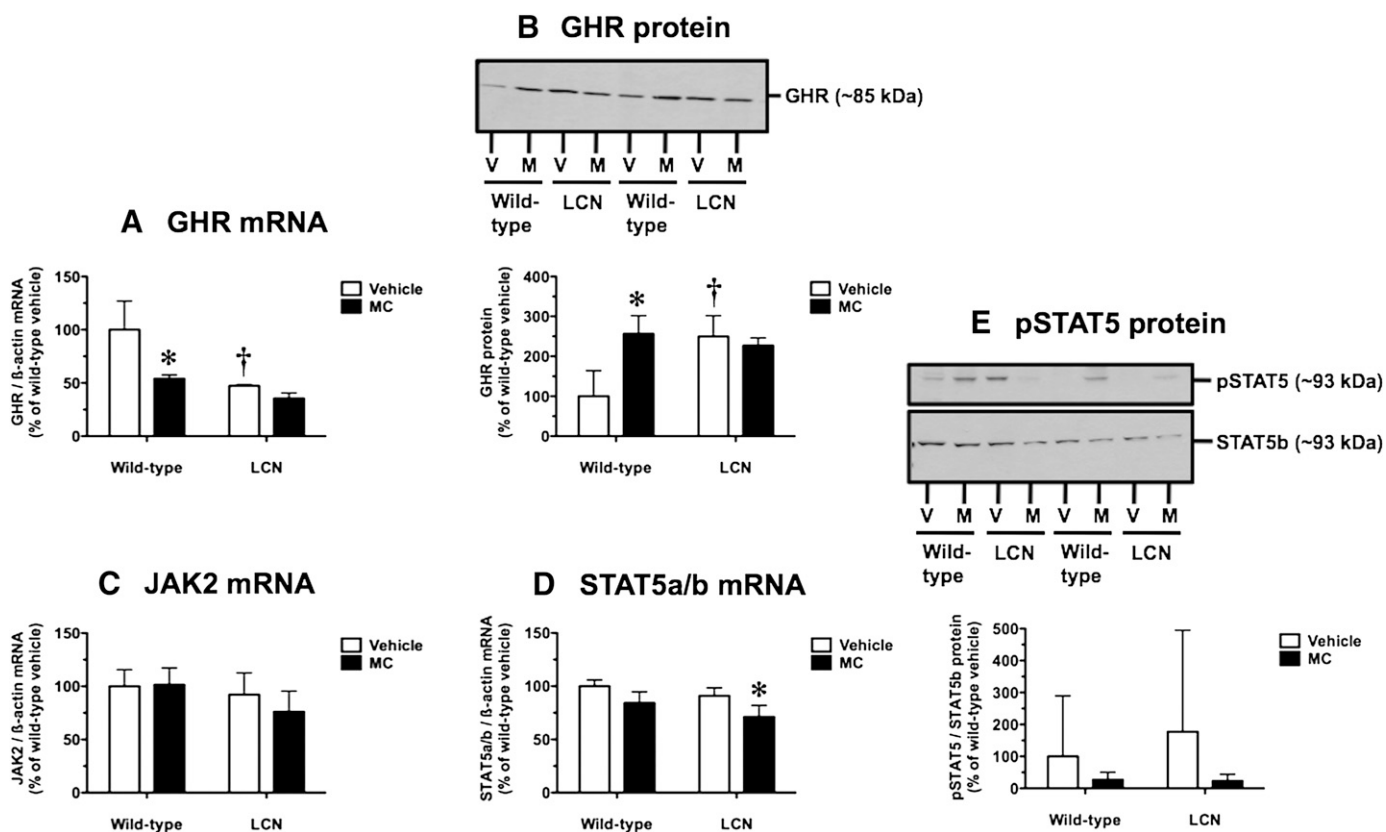 B GHR protein
GHR (~85 kDa)
V M V M V M V M
Wild-type LCN Wild-type LCN
A GHR mRNA
GHR / ß-actin mRNA
(% of wild-type vehicle)
150
100
50
0
*
†
Vehicle
MC
Wild-type LCN
GHR protein
(% of wild-type vehicle)
400
300
200
100
0
*
†
Vehicle
MC
Wild-type LCN
E pSTAT5 protein
pSTAT5 (~93 kDa)
STAT5b (~93 kDa)
V M V M V M V M
Wild-type LCN Wild-type LCN
C JAK2 mRNA
JAK2 / ß-actin mRNA
(% of wild-type vehicle)
150
100
50
0
Vehicle
MC
Wild-type LCN
D STAT5a/b mRNA
STAT5a/b / ß-actin mRNA
(% of wild-type vehicle)
150
100
50
0
*
Vehicle
MC
Wild-type LCN
pSTAT5 / STAT5b protein
(% of wild-type vehicle)
500
400
300
200
100
0
Vehicle
MC
Wild-type LCN